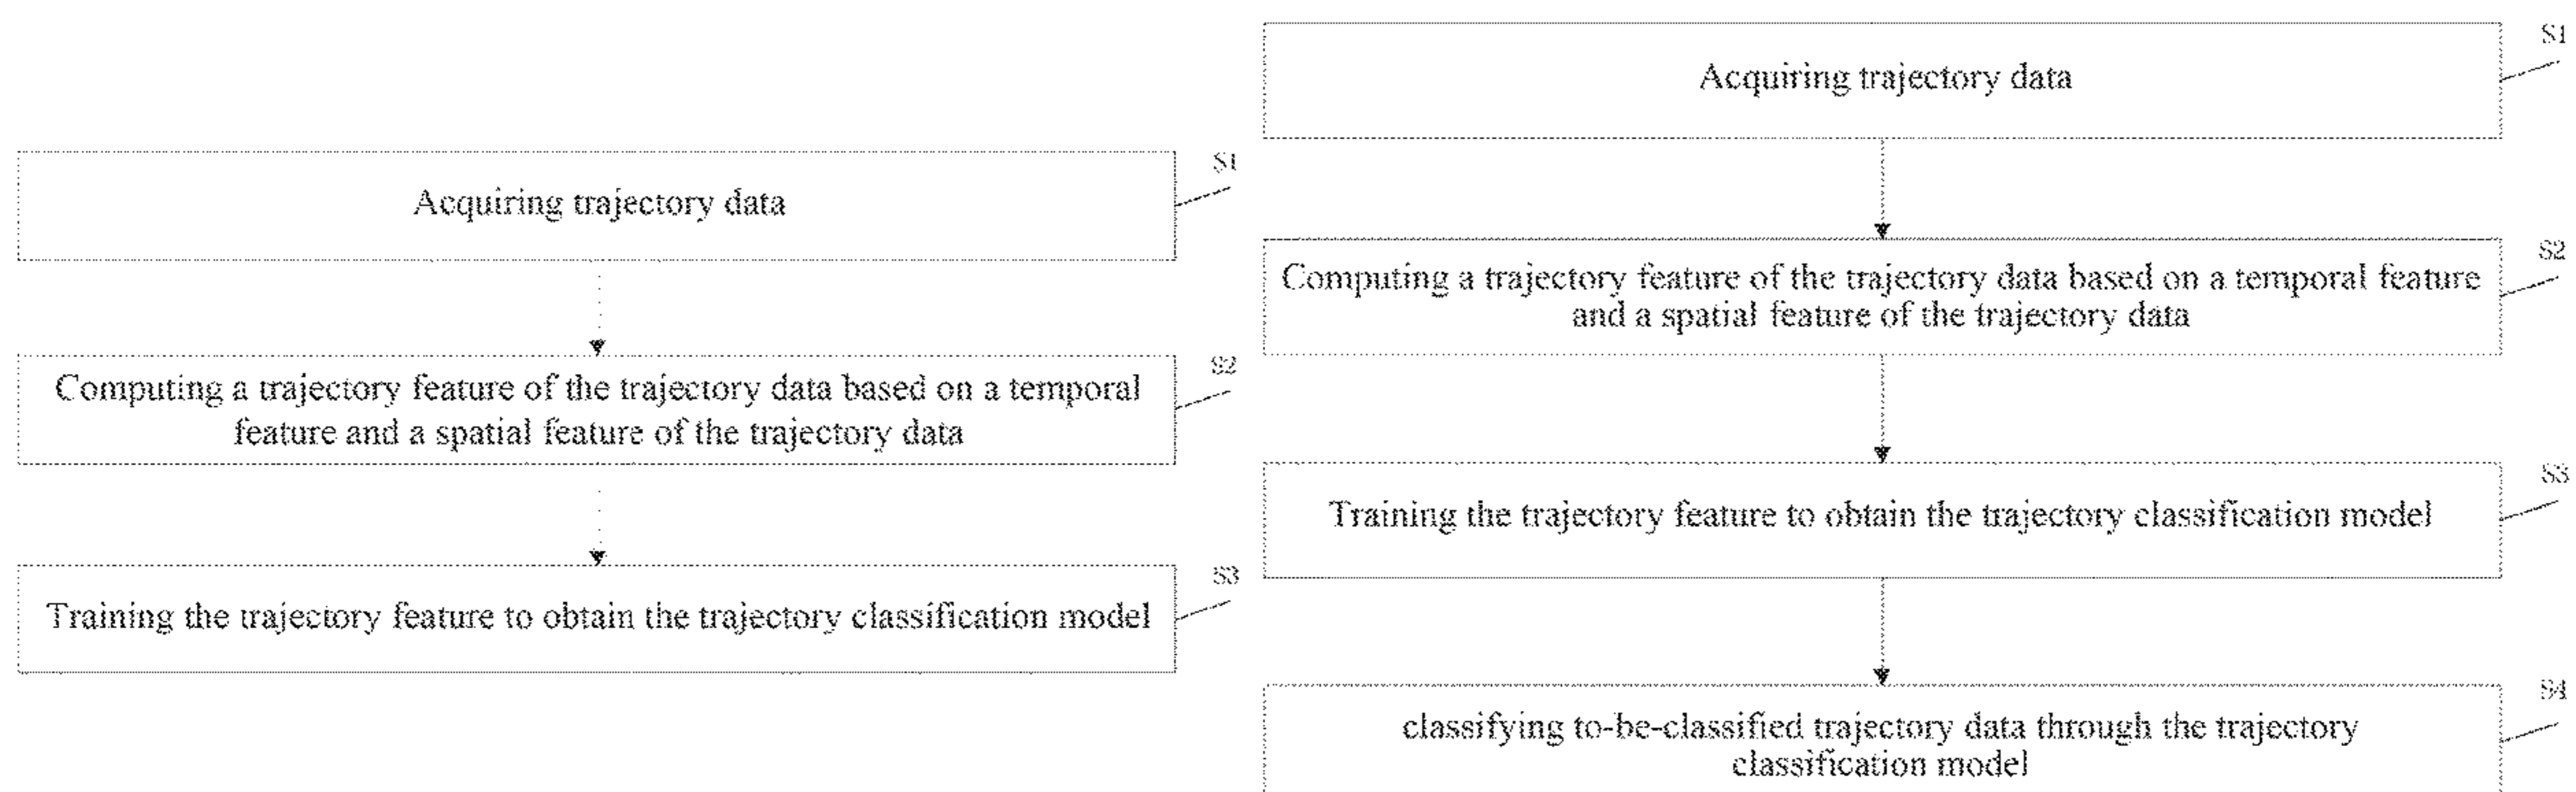 Acquiring trajectory data
S1
Computing a trajectory feature of the trajectory data based on a temporal
feature and a spatial feature of the trajectory data
S2
Training the trajectory feature to obtain the trajectory classification model
S3
Acquiring trajectory data
S1
Computing a trajectory feature of the trajectory data based on a temporal feature
and a spatial feature of the trajectory data
S2
Training the trajectory feature to obtain the trajectory classification model
S3
classifying to-be-classified trajectory data through the trajectory
classification model
S4